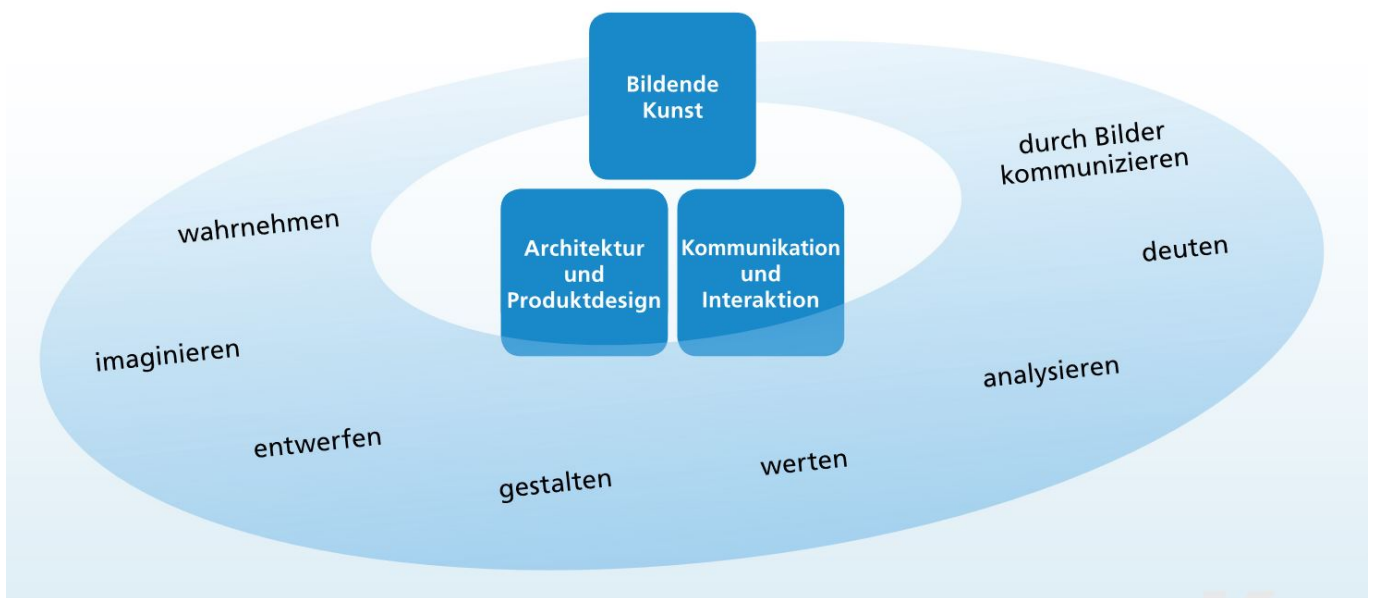 Bildende
Kunst
durch Bilder
kommunizieren
wahrnehmen
Architektur
und
Produktdesign
Kommunikation
und
Interaktion
deuten
imaginieren
analysieren
entwerfen
werten
gestalten